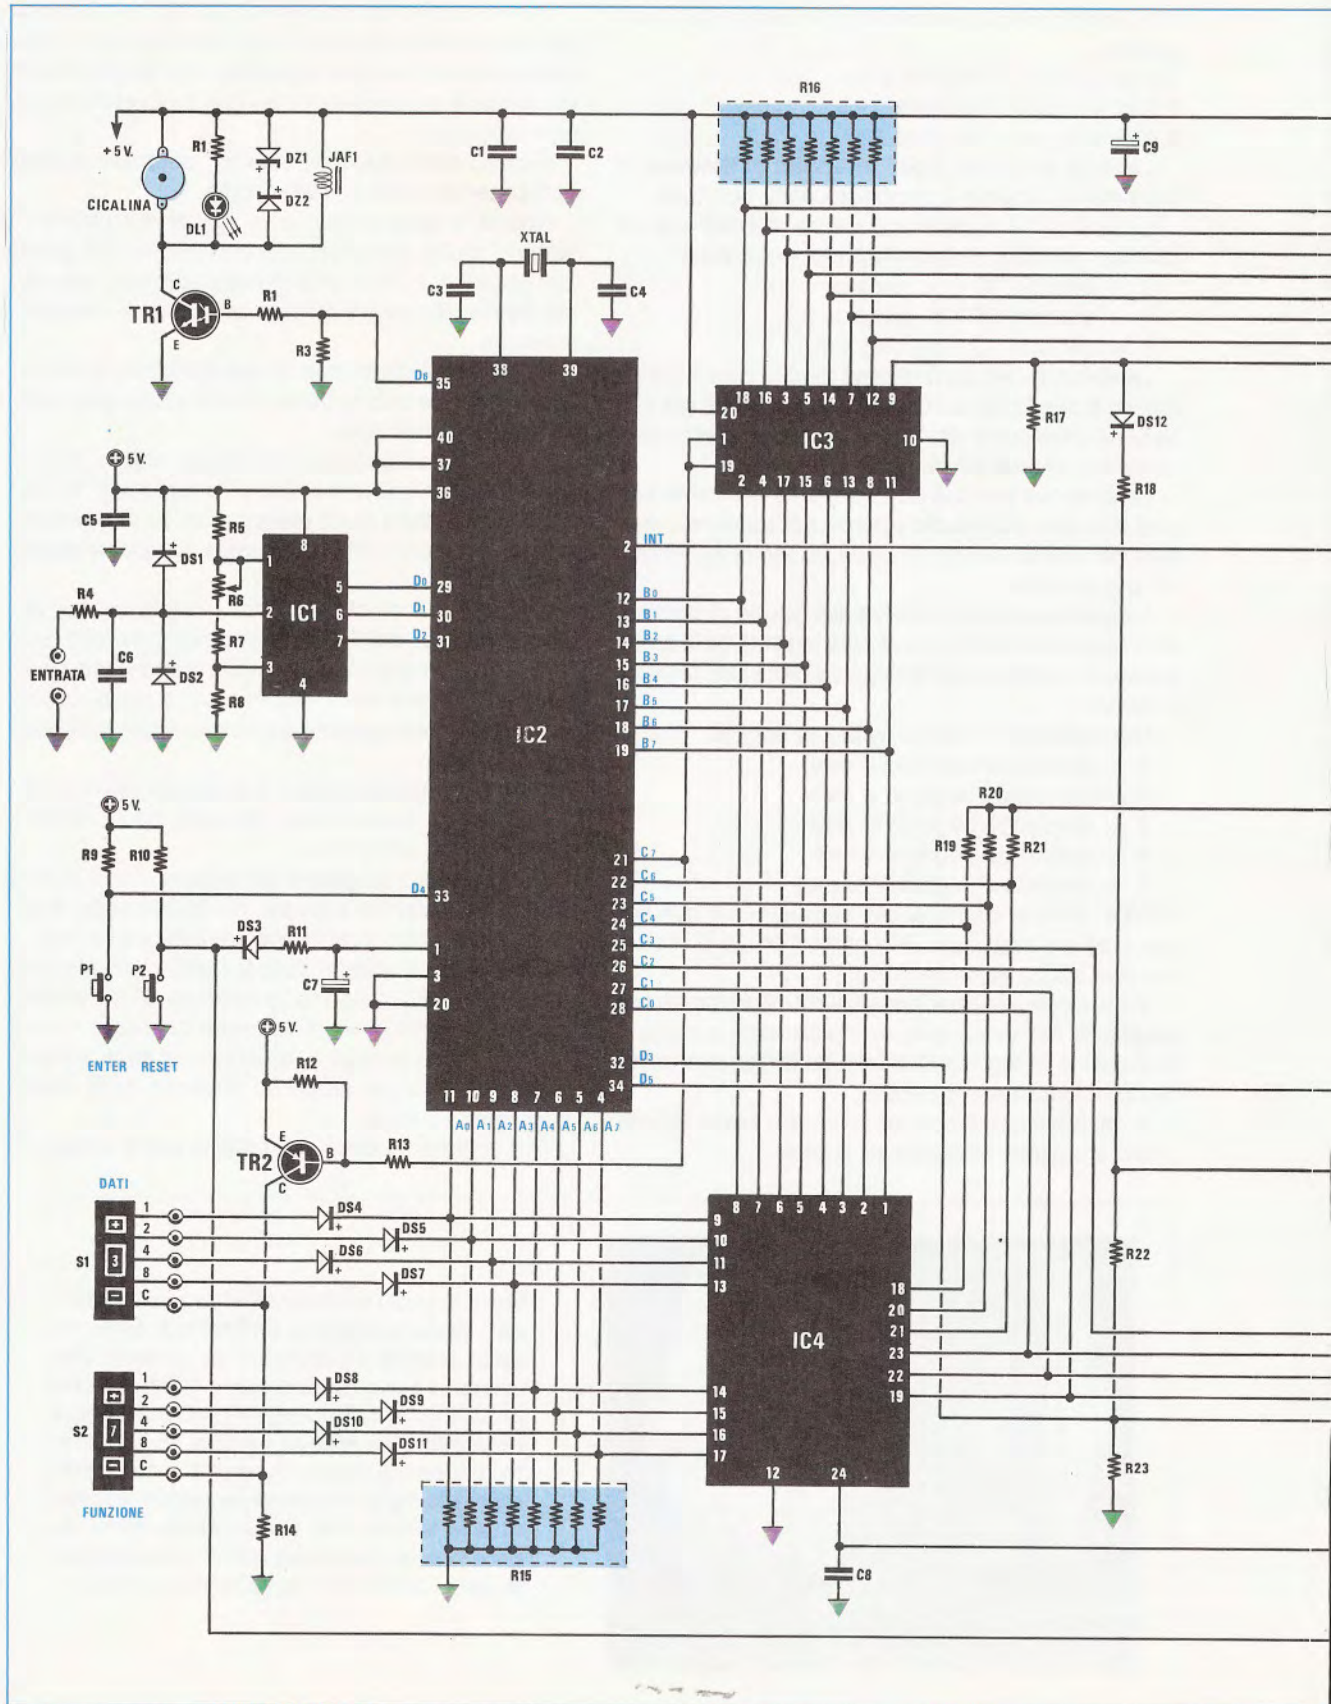 R16
+5V.
R1
DZ1
JAF1
C1
C2
C9
DZ2
CICALINA
DL1
XTAL
C3
C4
C
B
R1
TR1
E
R3
D6
35
38
39
18 16 3 5 14 7 12 9
20
1
IC3
10
19
2 4 17 15 6 13 8 11
R17
DS12
R18
40
37
36
5V.
C5
R5
8
DS1
1
R6
R4
2
IC1
5
6
7
D0
D1
D2
29
30
31
R7
3
C6
DS2
R8
4
ENTRATA
2
INT
12
B0
13
B1
14
B2
15
B3
16
B4
17
B5
18
B6
19
B7
IC2
5V.
R9
R10
R20
R19
R21
21
C7
22
C6
23
C5
24
C4
25
C3
26
C2
27
C1
28
C0
D4
33
DS3
R11
1
P1
P2
C7
3
20
ENTER
RESET
5V.
R12
32
D3
34
D5
11 10 9 8 7 6 5 4
A0 A1 A2 A3 A4 A5 A6 A7
E
TR2
B
R13
C
DATI
1
2
4
8
C
S1
+
3
−
DS4
DS5
DS6
DS7
8 7 6 5 4 3 2 1
9
10
11
13
R22
18
20
21
23
22
19
IC4
1
2
4
8
C
S2
+
7
−
DS8
DS9
DS10
DS11
14
15
16
17
12
24
R23
FUNZIONE
R14
R15
C8